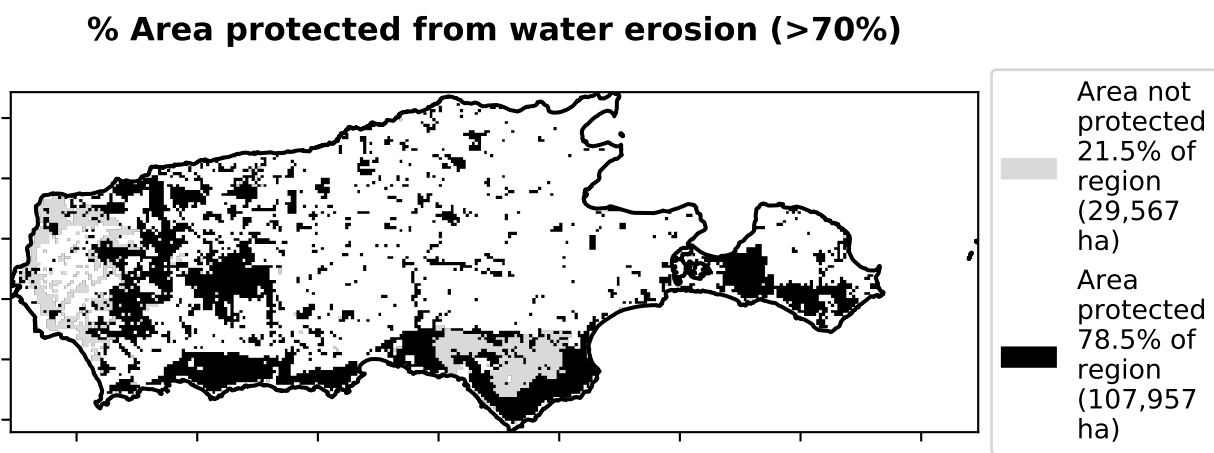 % Area protected from water erosion (>70%)
Area not
protected
21.5% of
region
(29,567
ha)
Area
protected
78.5% of
region
(107,957
ha)